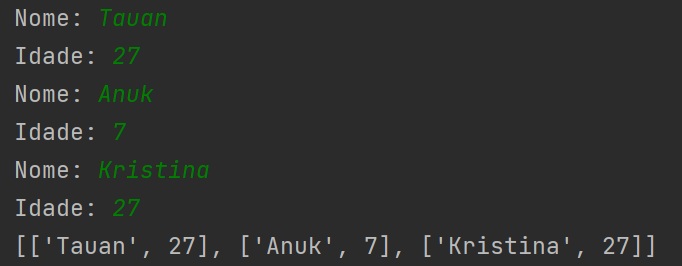 Nome: Tauan
Idade: 27
Nome: Anuk
Idade: 7
Nome: Kristina
Idade: 27
[['Tauan', 27], ['Anuk', 7], ['Kristina', 27]]